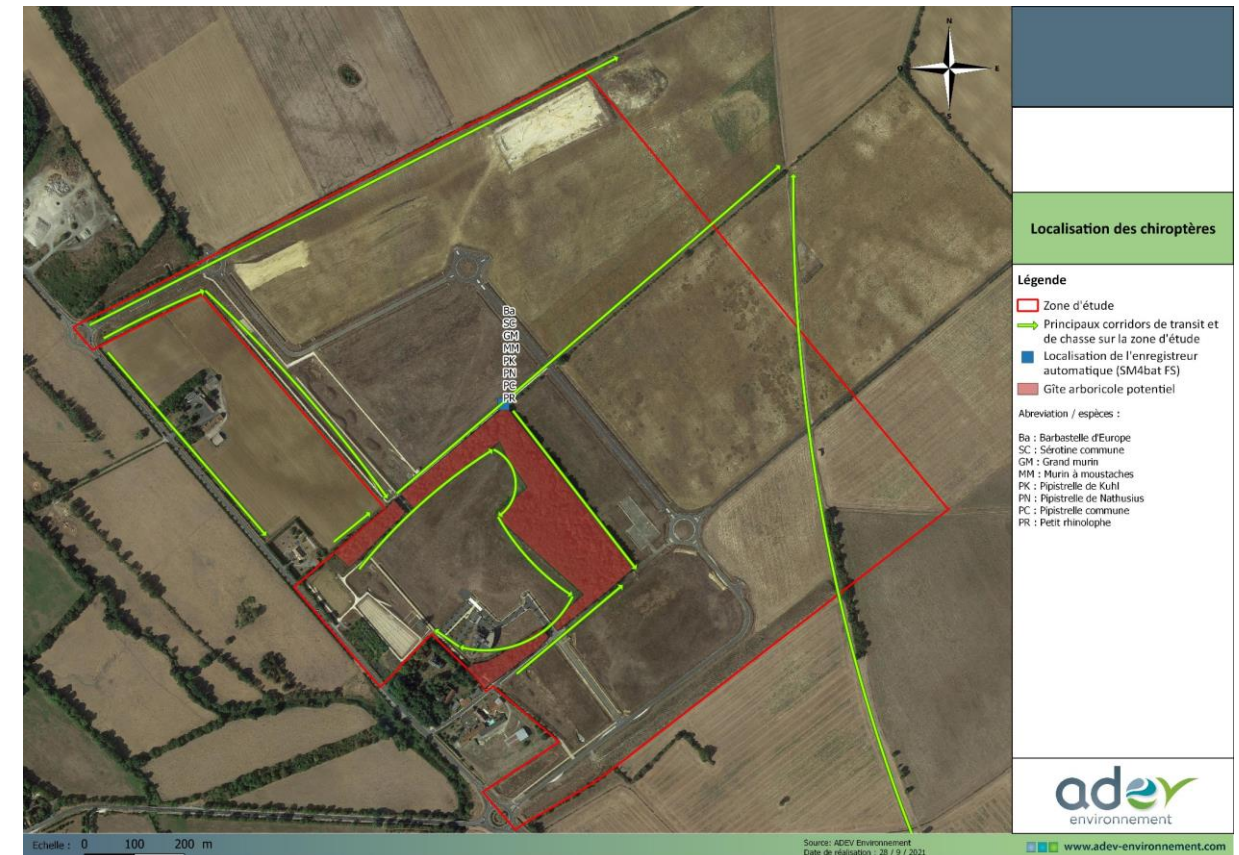 N
O
E
S
Ba
SC
GM
MM
PK
PN
PC
PR
Localisation des chiroptères
Légende
Zone d'étude
Principaux corridors de transit et
de chasse sur la zone d'étude
Localisation de l'enregistreur
automatique (SM4bat FS)
Gîte arboricole potentiel
Abreviation / espèces :
Ba : Barbastelle d'Europe
SC : Sérotine commune
GM : Grand murin
MM : Murin à moustaches
PK : Pipistrelle de Kuhl
PN : Pipistrelle de Nathusius
PC : Pipistrelle commune
PR : Petit rhinolophe
adev
environnement
Echelle : 0 100 200 m
Source: ADEV Environnement
Date de réalisation : 28 / 9 / 2021
www.adev-environnement.com